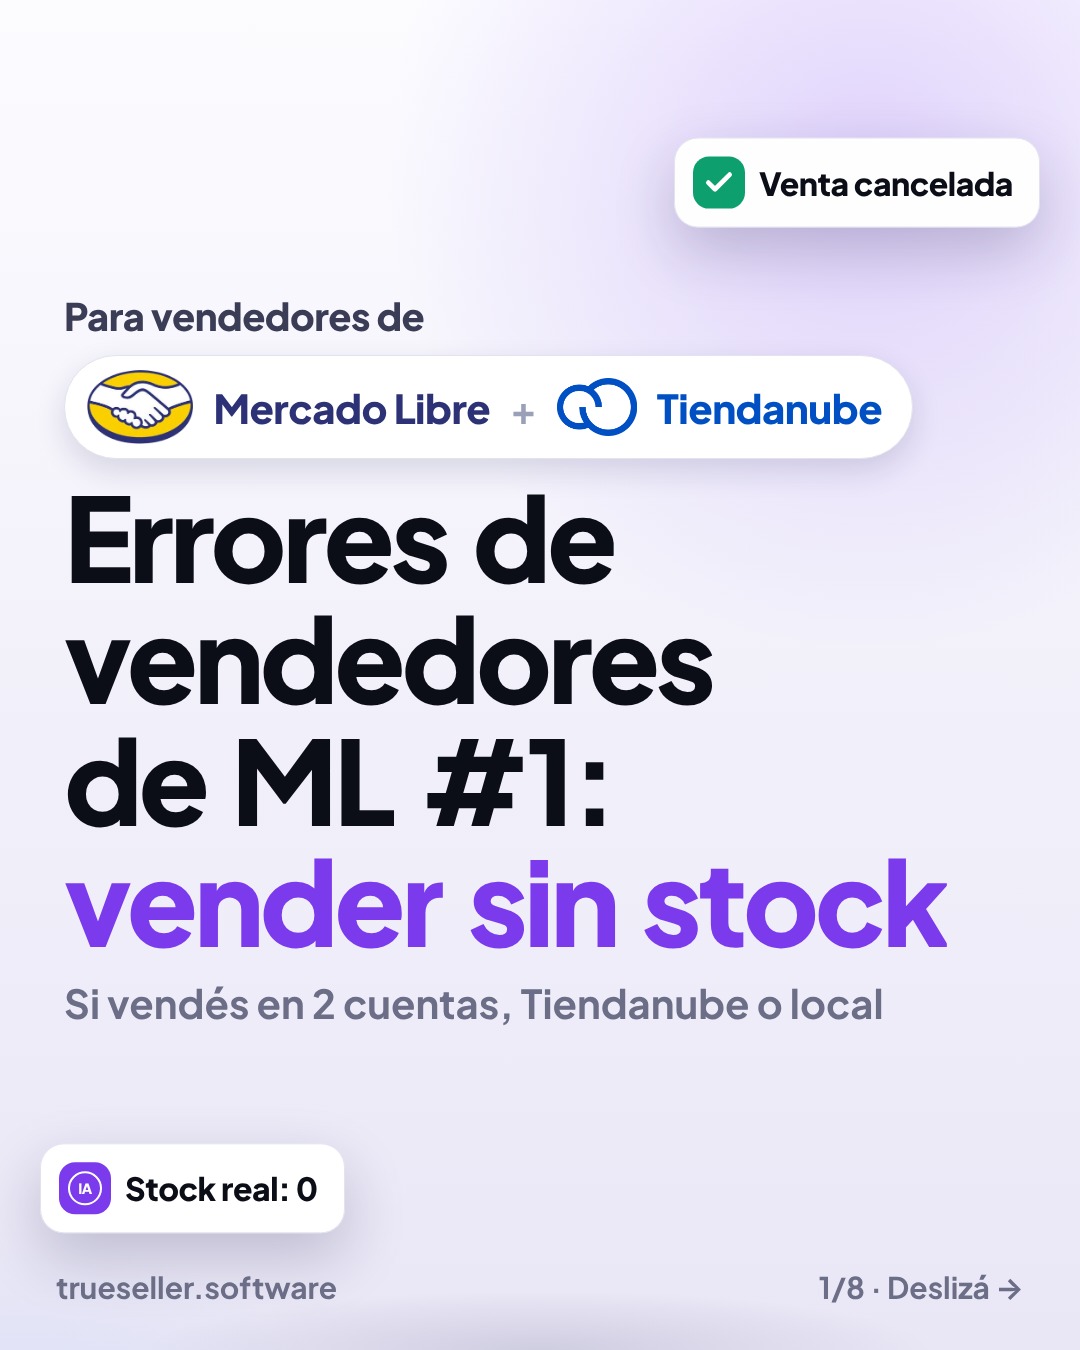 Venta cancelada
Para vendedores de
Mercado Libre + Tiendanube
Errores de
vendedores
de ML #1:
vender sin stock
Si vendés en 2 cuentas, Tiendanube o local
IA Stock real: 0
trueseller.software
1/8 · Deslizá →